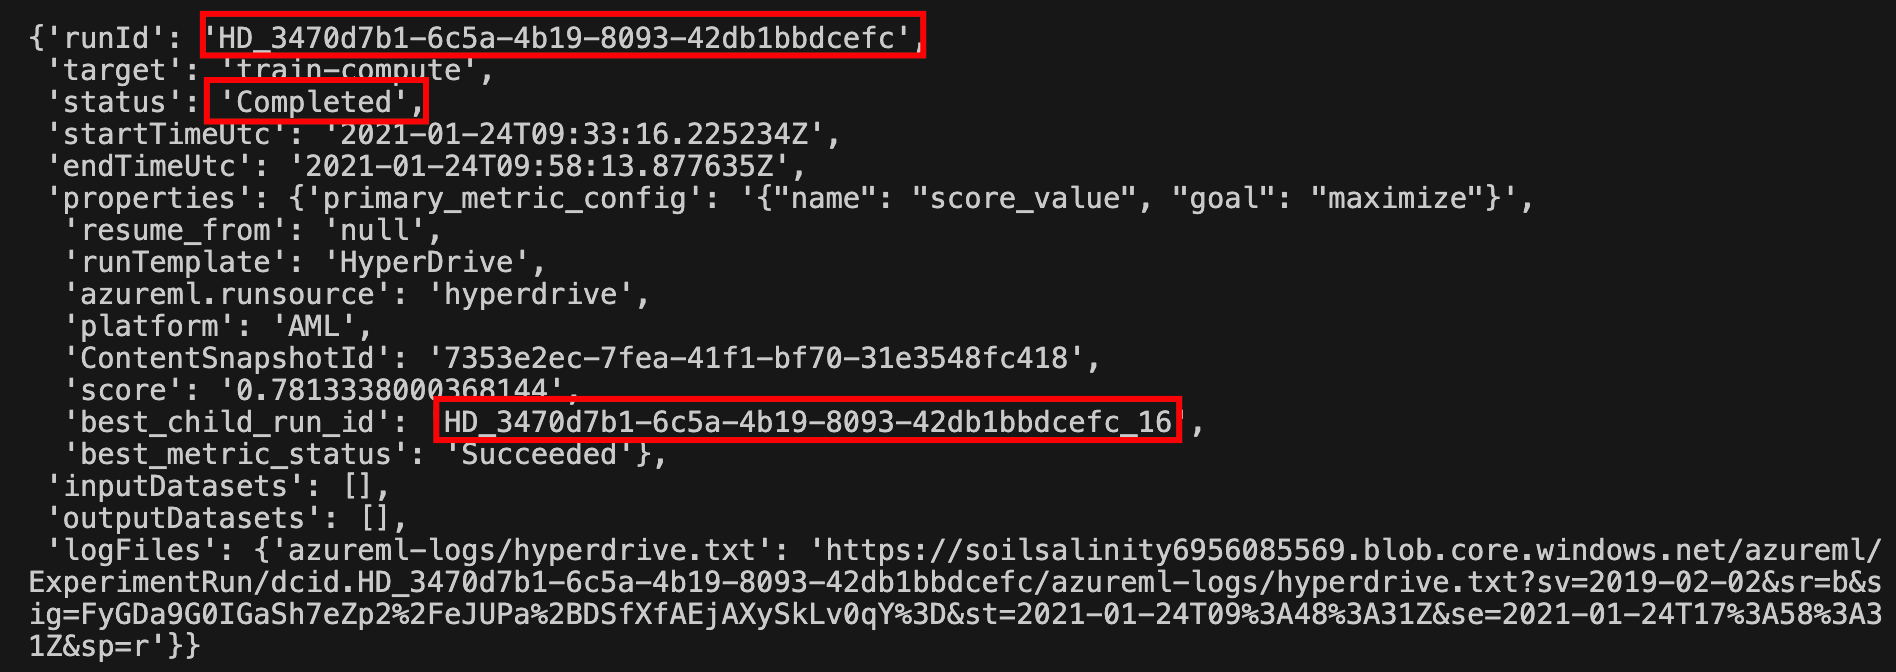 {'runId': 'HD_3470d7b1-6c5a-4b19-8093-42db1bbdcefc',
'target': 'train-compute',
'status': 'Completed',
'startTimeUtc': '2021-01-24T09:33:16.225234Z',
'endTimeUtc': '2021-01-24T09:58:13.877635Z',
'properties': {'primary_metric_config': '{"name": "score_value", "goal": "maximize"}',
'resume_from': 'null',
'runTemplate': 'HyperDrive',
'azureml.runsource': 'hyperdrive',
'platform': 'AML',
'ContentSnapshotId': '7353e2ec-7fea-41f1-bf70-31e3548fc418',
'score': '0.7813338000368144',
'best_child_run_id': 'HD_3470d7b1-6c5a-4b19-8093-42db1bbdcefc_16',
'best_metric_status': 'Succeeded'},
'inputDatasets': [],
'outputDatasets': [],
'logFiles': {'azureml-logs/hyperdrive.txt': 'https://soilsalinity6956085569.blob.core.windows.net/azureml/
ExperimentRun/dcid.HD_3470d7b1-6c5a-4b19-8093-42db1bbdcefc/azureml-logs/hyperdrive.txt?sv=2019-02-02&sr=b&s
ig=FyGDa9G0IGaSh7eZp2%2FeJUPa%2BDSfXfAEjAXySkLv0qY%3D&st=2021-01-24T09%3A48%3A31Z&se=2021-01-24T17%3A58%3A3
1Z&sp=r'}}